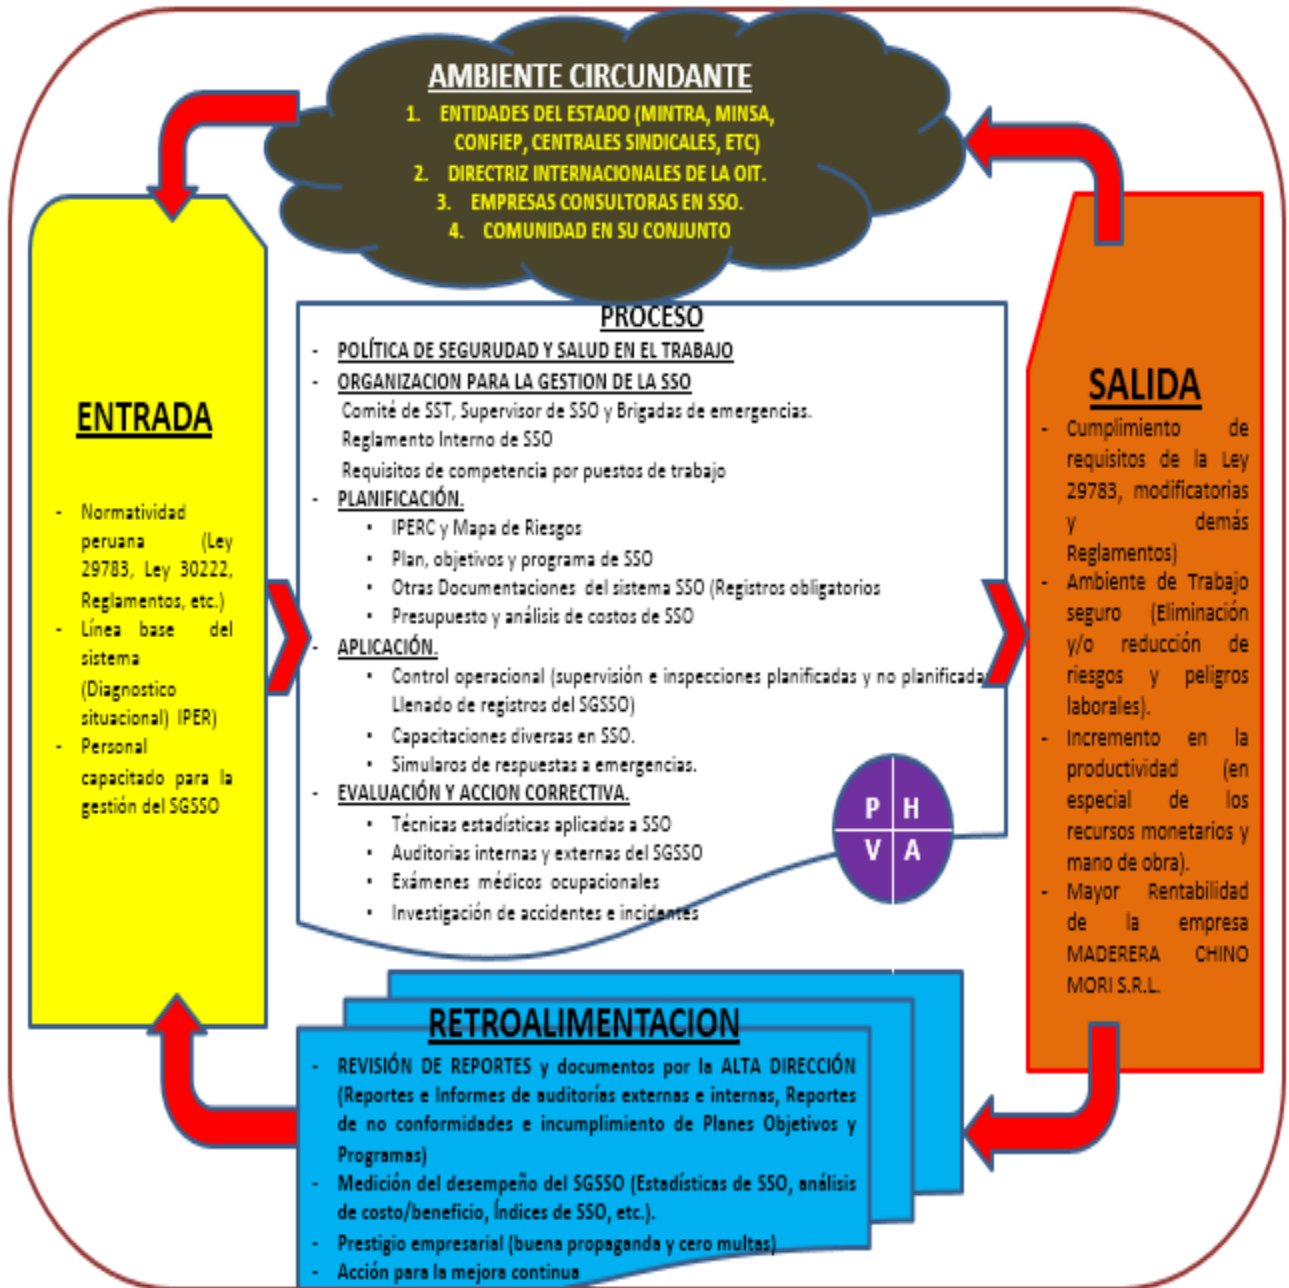 AMBIENTE CIRCUNDANTE
1. ENTIDADES DEL ESTADO (MINTRA, MINSA,
CONFIEP, CENTRALES SINDICALES, ETC)
2. DIRECTRIZ INTERNACIONALES DE LA OIT.
3. EMPRESAS CONSULTORAS EN SSO.
4. COMUNIDAD EN SU CONJUNTO
ENTRADA
- Normatividad
peruana (Ley
29783, Ley 30222,
Reglamentos, etc.)
- Línea base del
sistema
(Diagnostico
situacional) IPER)
- Personal
capacitado para la
gestión del SGSSO
PROCESO
- POLÍTICA DE SEGURUDAD Y SALUD EN EL TRABAJO
- ORGANIZACION PARA LA GESTION DE LA SSO
Comité de SST, Supervisor de SSO y Brigadas de emergencias.
Reglamento Interno de SSO
Requisitos de competencia por puestos de trabajo
- PLANIFICACIÓN.
• IPERC y Mapa de Riesgos
• Plan, objetivos y programa de SSO
• Otras Documentaciones del sistema SSO (Registros obligatorios
• Presupuesto y análisis de costos de SSO
- APLICACIÓN.
• Control operacional (supervisión e inspecciones planificadas y no planificada
Llenado de registros del SGSSO)
• Capacitaciones diversas en SSO.
• Simularos de respuestas a emergencias.
- EVALUACIÓN Y ACCION CORRECTIVA.
• Técnicas estadísticas aplicadas a SSO
• Auditorias internas y externas del SGSSO
• Exámenes médicos ocupacionales
• Investigación de accidentes e incidentes
P H
V A
SALIDA
- Cumplimiento de
requisitos de la Ley
29783, modificatorias
y demás
Reglamentos)
- Ambiente de Trabajo
seguro (Eliminación
y/o reducción de
riesgos y peligros
laborales).
- Incremento en la
productividad (en
especial de los
recursos monetarios y
mano de obra).
- Mayor Rentabilidad
de la empresa
MADERERA CHINO
MORI S.R.L.
RETROALIMENTACION
- REVISIÓN DE REPORTES y documentos por la ALTA DIRECCIÓN
(Reportes e Informes de auditorías externas e internas, Reportes
de no conformidades e incumplimiento de Planes Objetivos y
Programas)
- Medición del desempeño del SGSSO (Estadísticas de SSO, análisis
de costo/beneficio, Índices de SSO, etc.).
- Prestigio empresarial (buena propaganda y cero multas)
- Acción para la mejora continua